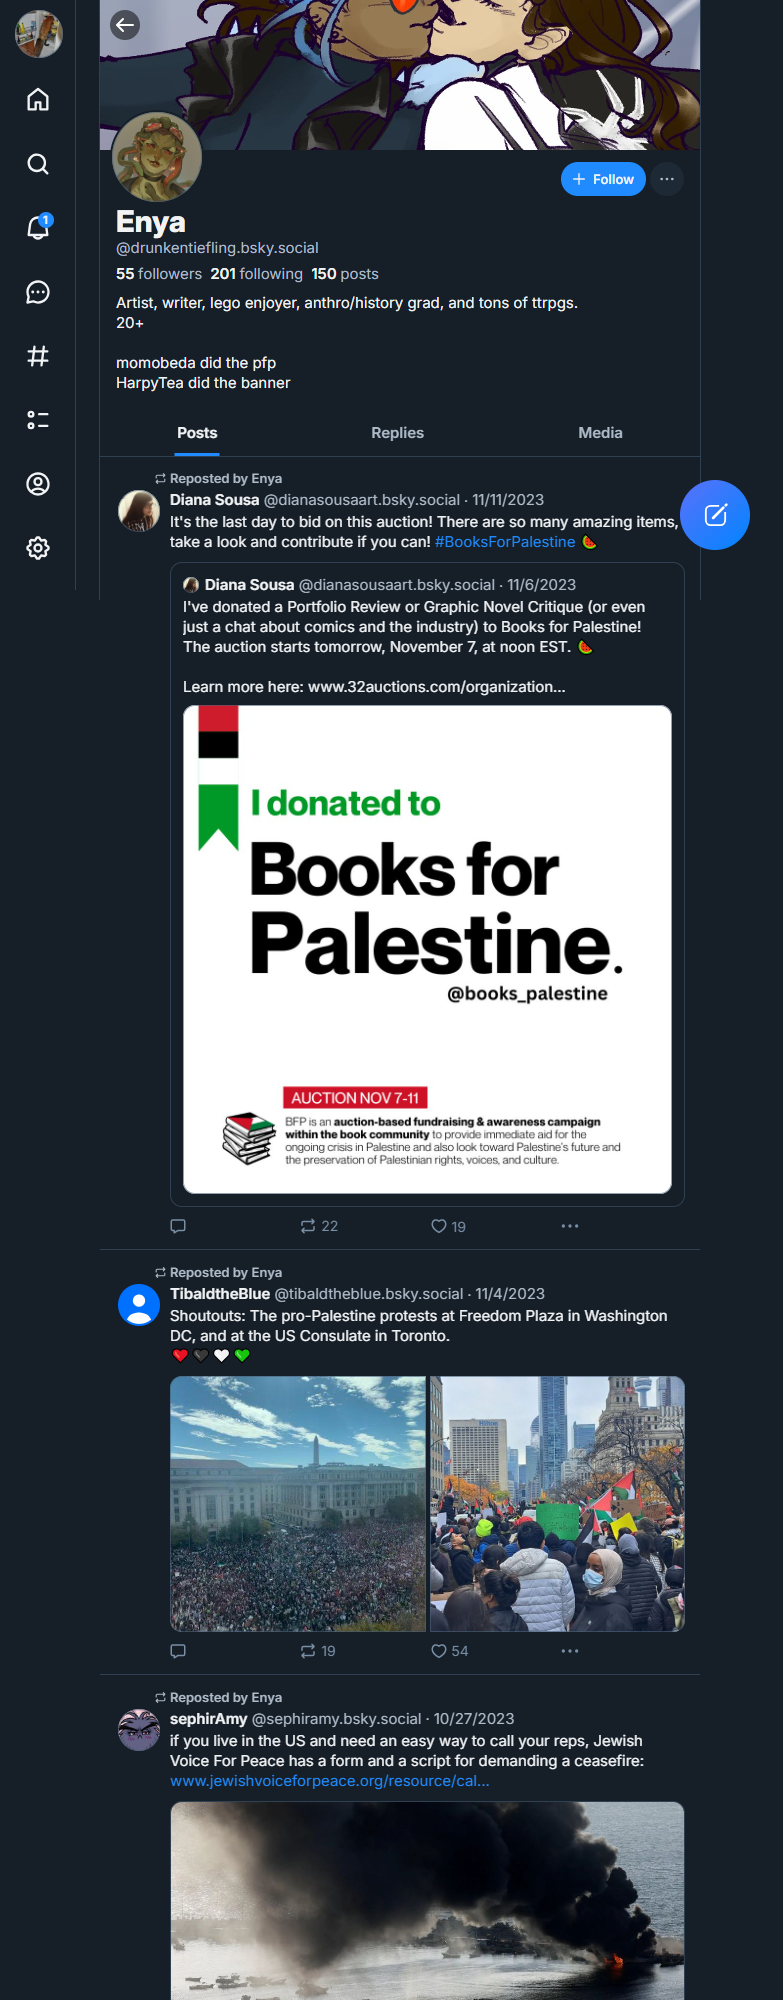 1
Follow
Enya
@drunkentiefling.bsky.social
55 followers 201 following 150 posts
Artist, writer, lego enjoyer, anthro/history grad, and tons of ttrpgs.
20+
momobeda did the pfp
HarpyTea did the banner
Posts Replies Media
Reposted by Enya
Diana Sousa @dianasousaart.bsky.social · 11/11/2023
It's the last day to bid on this auction! There are so many amazing items,
take a look and contribute if you can! #BooksForPalestine 🍉
Diana Sousa @dianasousaart.bsky.social · 11/6/2023
I've donated a Portfolio Review or Graphic Novel Critique (or even
just a chat about comics and the industry) to Books for Palestine!
The auction starts tomorrow, November 7, at noon EST. 🍉
Learn more here: www.32auctions.com/organization...
I donated to
Books for
Palestine.
@books_palestine
AUCTION NOV 7-11
BFP is an auction-based fundraising & awareness campaign
within the book community to provide immediate aid for the
ongoing crisis in Palestine and also look toward Palestine's future and
the preservation of Palestinian rights, voices, and culture.
22 19
Reposted by Enya
TibaldtheBlue @tibaldtheblue.bsky.social · 11/4/2023
Shoutouts: The pro-Palestine protests at Freedom Plaza in Washington
DC, and at the US Consulate in Toronto.
❤️🖤🤍💚
Hilton
19 54
Reposted by Enya
sephirAmy @sephiramy.bsky.social · 10/27/2023
if you live in the US and need an easy way to call your reps, Jewish
Voice For Peace has a form and a script for demanding a ceasefire:
www.jewishvoiceforpeace.org/resource/cal...